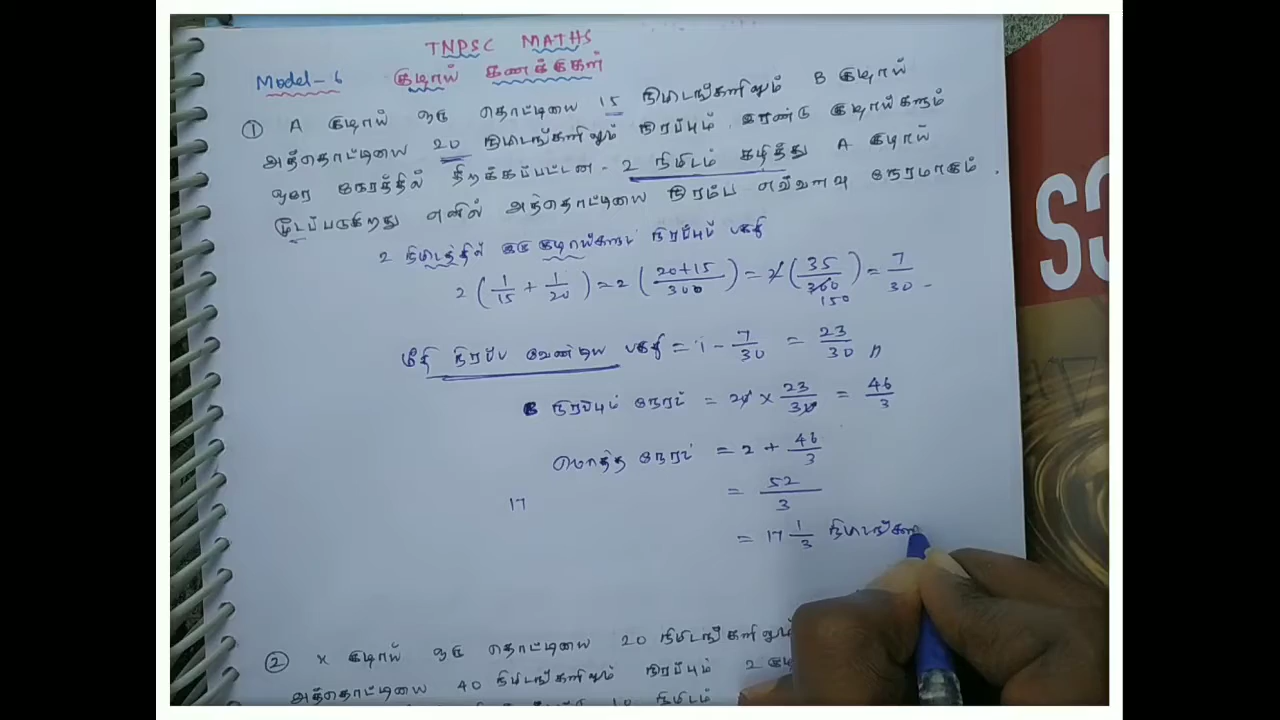 TNPSC MATHS
Model-6 குழாய் கணக்குகள்
① A குழாய் ஒரு தொட்டியை 15 நிமிடங்களிலும் B குழாய்
அத்தொட்டியை 20 நிமிடங்களிலும் நிரப்பும். இரண்டு குழாய்களும்
ஒரே நேரத்தில் திறக்கப்பட்டன. 2 நிமிடம் கழித்து A குழாய்
மூடப்படுகிறது எனில் அத்தொட்டியை நிரம்ப எவ்வளவு நேரமாகும்.
2 நிமிடத்தில் இரு குழாய்களும் நிரப்பும் பகுதி
2 ( 1/15 + 1/20 ) = 2 ( 20+15/300 ) = 2 ( 35/300 150 ) = 7/30
மீதி நிரப்ப வேண்டிய பகுதி = 1 - 7/30 = 23/30
B நிரப்பும் நேரம் = 20 x 23/30 = 46/3
மொத்த நேரம் = 2 + 46/3
17 = 52/3
= 17 1/3 நிமிடங்க
② x குழாய் ஒரு தொட்டியை 20 நிமிடங்களிலும்
அத்தொட்டியை 40 நிமிடங்களிலும் நிரப்பும் 2
10 நிமிடம்